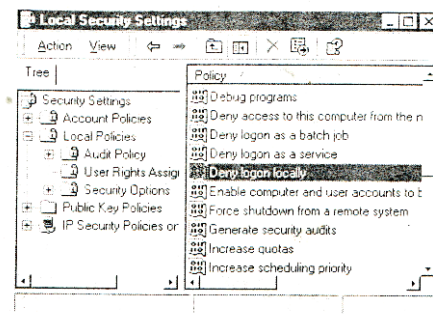 Local Security Settings
Action View
Tree
Security Settings
Account Policies
Local Policies
Audit Policy
User Rights Assig
Security Options
Public Key Policies
IP Security Policies or
Policy
Debug programs
Deny access to this computer from the n
Deny logon as a batch job
Deny logon as a service
Deny logon locally
Enable computer and user accounts to t
Force shutdown from a remote system
Generate security audits
Increase quotas
Increase scheduling priority